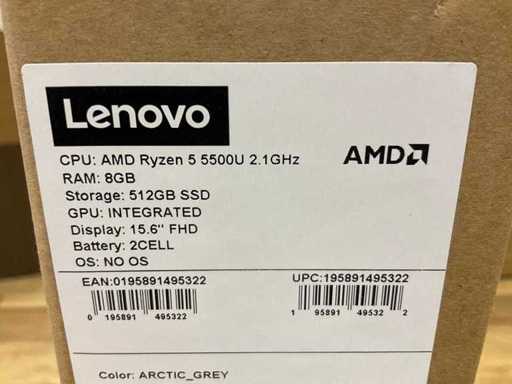 Lenovo
CPU: AMD Ryzen 5 5500U 2.1GHz
AMD
RAM: 8GB
Storage: 512GB SSD
GPU: INTEGRATED
Display: 15.6" FHD
Battery: 2CELL
OS: NO OS
EAN:0195891495322
UPC:195891495322
0 195891 495322
1 95891 49532 2
Color: ARCTIC_GREY